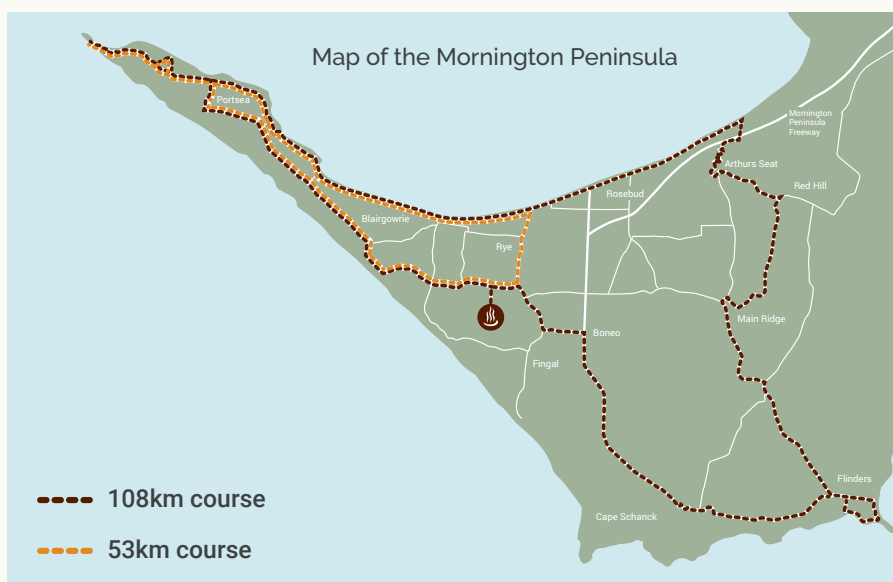 Map of the Mornington Peninsula
Portsea
Mornington
Peninsula
Freeway
Arthurs Seat
Red Hill
Rosebud
Blairgowrie
Rye
Main Ridge
Boneo
Fingal
Flinders
Cape Schanck
108km course
53km course